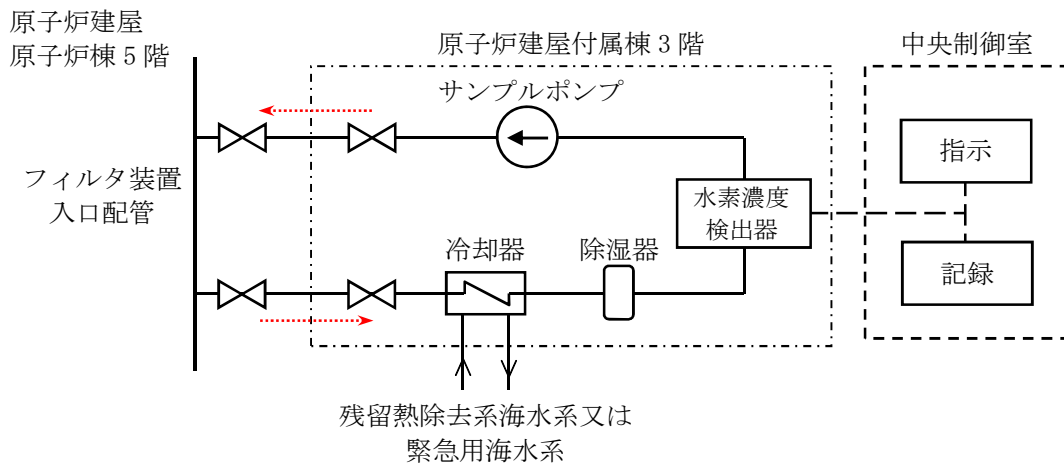 原子炉建屋
原子炉棟5階
原子炉建屋付属棟3階
中央制御室
サンプルポンプ
指示
フィルタ装置
入口配管
水素濃度
検出器
冷却器
除湿器
記録
残留熱除去系海水系又は
緊急用海水系